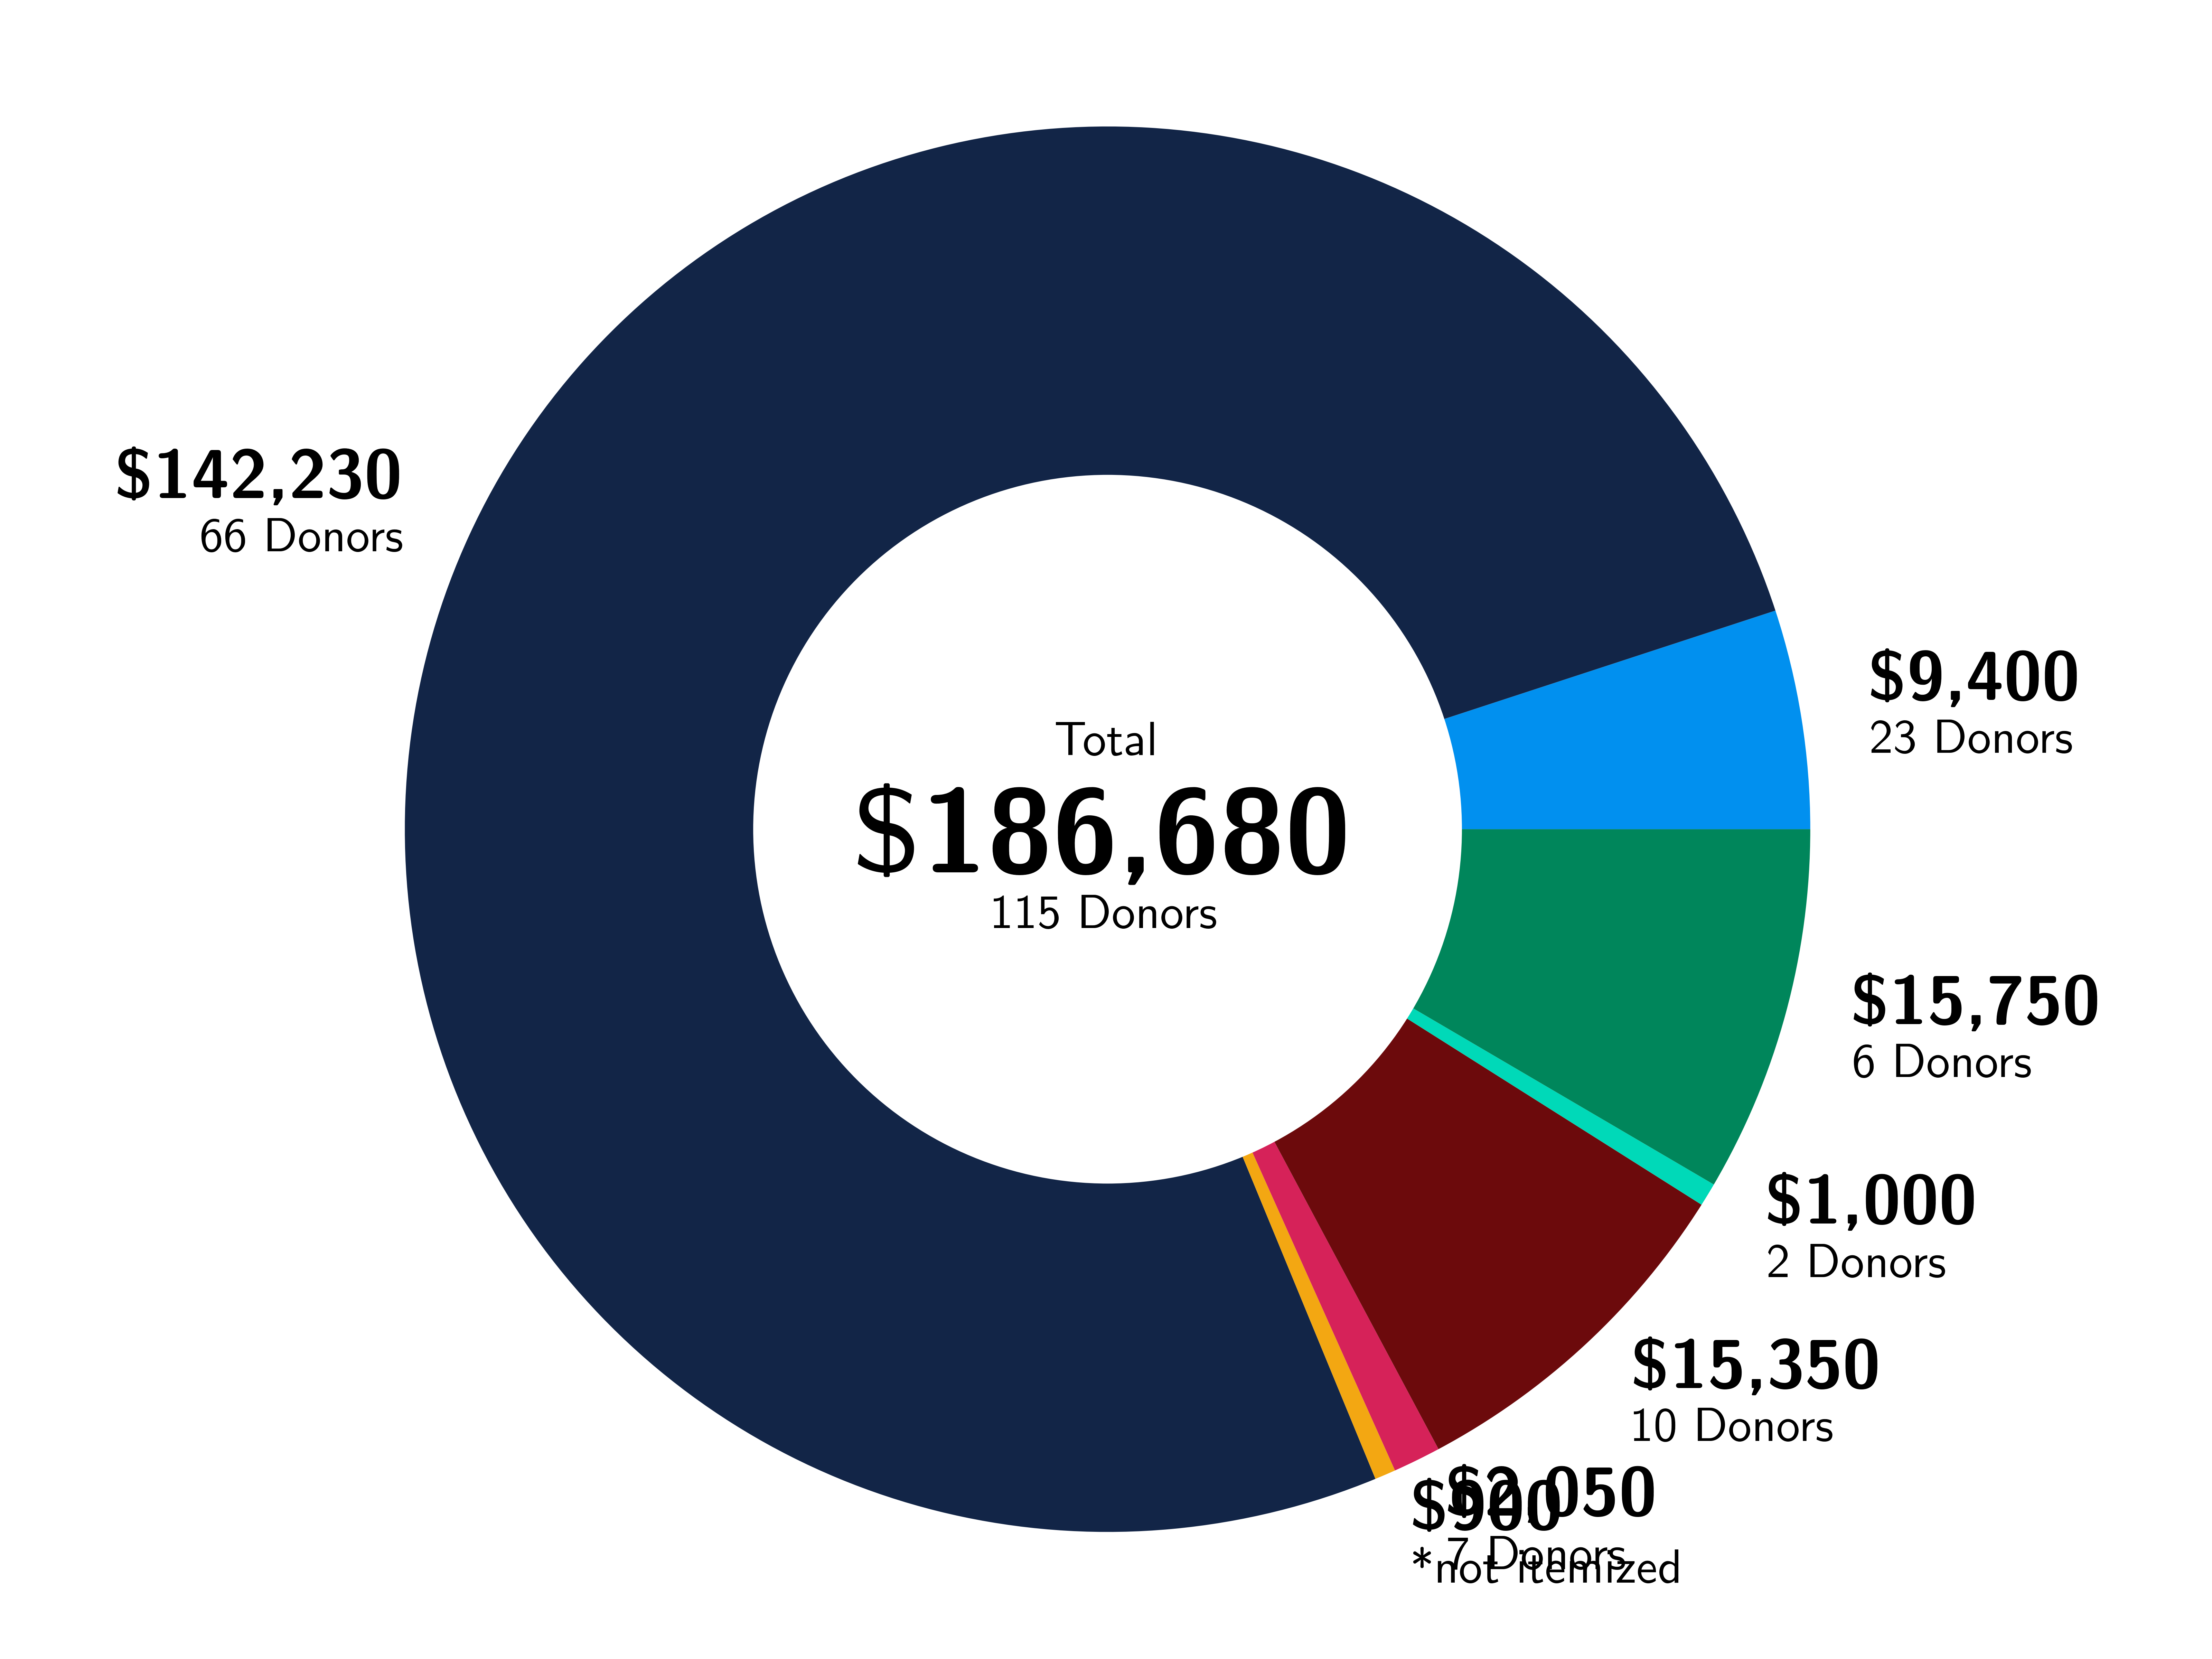 $142,230
66 Donors
Total
$186,680
115 Donors
$9,400
23 Donors
$15,750
6 Donors
$1,000
2 Donors
$15,350
10 Donors
$2,050
7 Donors
$900
*not itemized